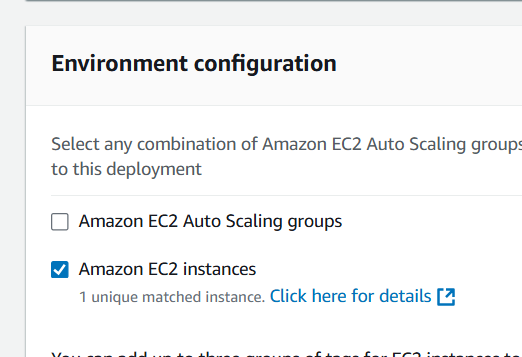 Environment configuration
Select any combination of Amazon EC2 Auto Scaling groups
to this deployment
Amazon EC2 Auto Scaling groups
Amazon EC2 instances
1 unique matched instance. Click here for details
You can add up to three groups of tags for EC2 instances to